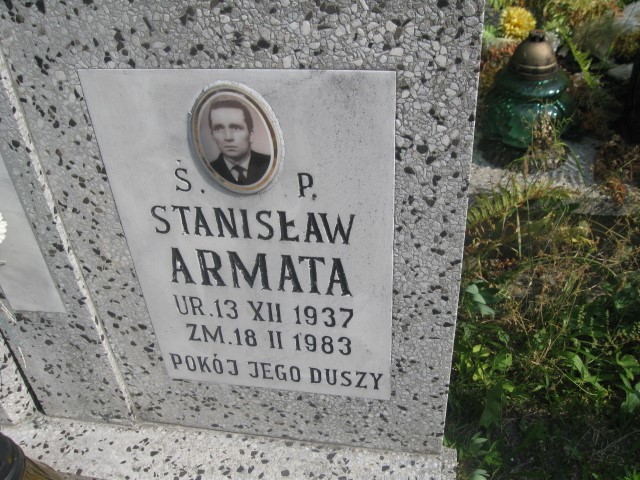 Ś. P.
STANISŁAW
ARMATA
UR. 13 XII 1937
ZM. 18 II 1983
POKÓJ JEGO DUSZY